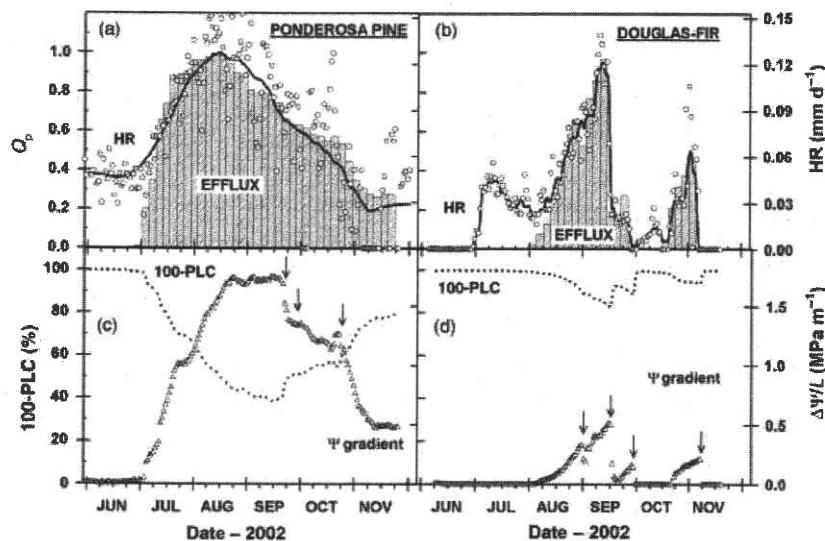 (a)
PONDEROSA PINE
1.0
0.8
0.6
0.4
0.2
0.0
Qp
HR
EFFLUX
(b)
DOUGLAS-FIR
0.15
0.12
0.09
0.06
0.03
0.00
HR (mm d⁻¹)
HR
EFFLUX
100
80
60
40
20
0
100-PLC (%)
(c)
100-PLC
Ψ gradient
JUN JUL AUG SEP OCT NOV
Date – 2002
100-PLC
(d)
Ψ gradient
1.5
1.0
0.5
0.0
ΔΨ/L (MPa m⁻¹)
JUN JUL AUG SEP OCT NOV
Date – 2002